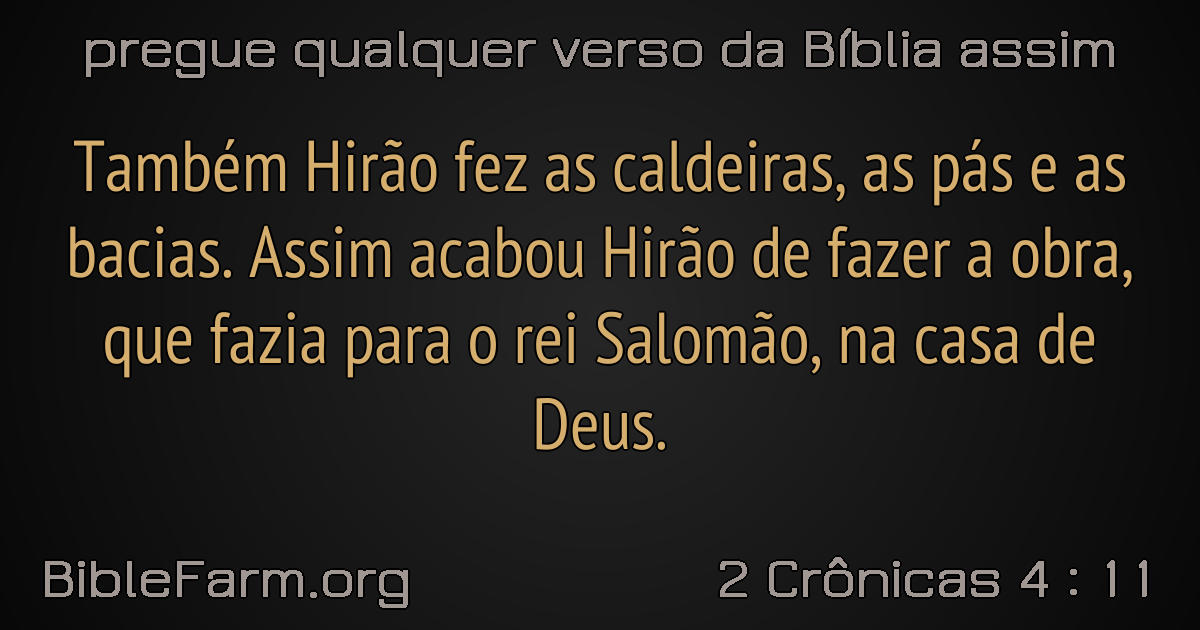 pregue qualquer verso da Bíblia assim
Também Hirão fez as caldeiras, as pás e as
bacias. Assim acabou Hirão de fazer a obra,
que fazia para o rei Salomão, na casa de
Deus.
BibleFarm.org
2 Crônicas 4 : 11